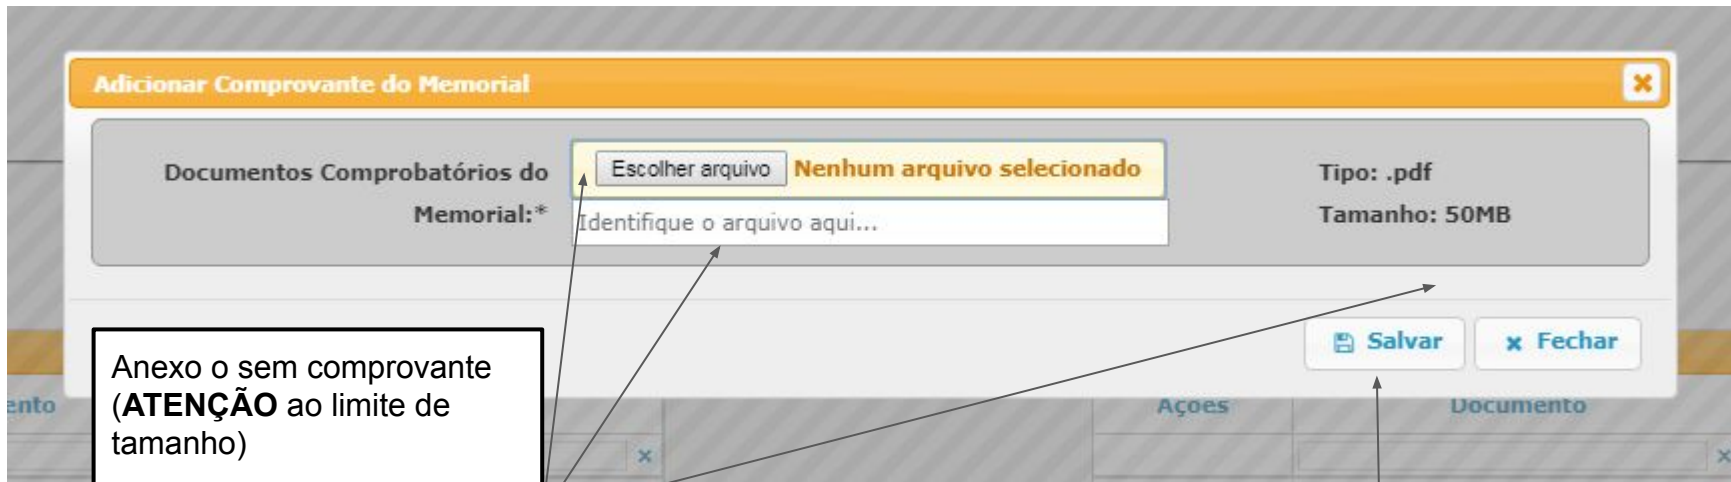 Adicionar Comprovante do Memorial
Documentos Comprobatórios do
Memorial:*
Escolher arquivo Nenhum arquivo selecionado
Identifique o arquivo aqui...
Tipo: .pdf
Tamanho: 50MB
Salvar
Fechar
Anexo o sem comprovante
(ATENÇÃO ao limite de
tamanho)
ento
Ações
Documento